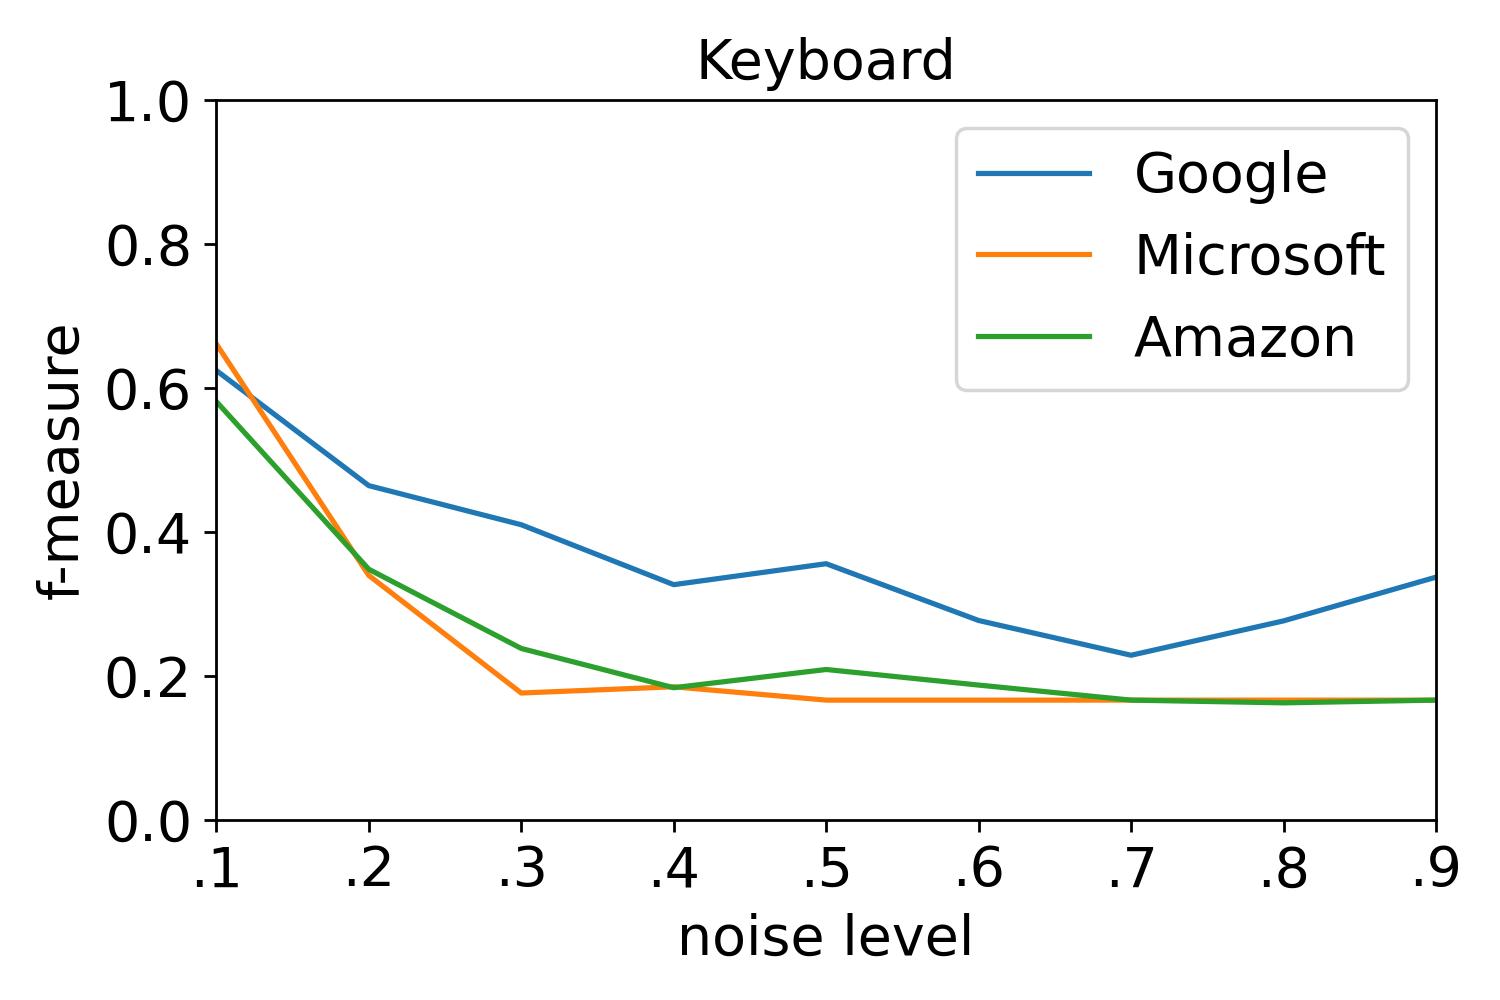 Keyboard
1.0
0.8
0.6
0.4
0.2
0.0
f-measure
Google
Microsoft
Amazon
.1 .2 .3 .4 .5 .6 .7 .8 .9
noise level